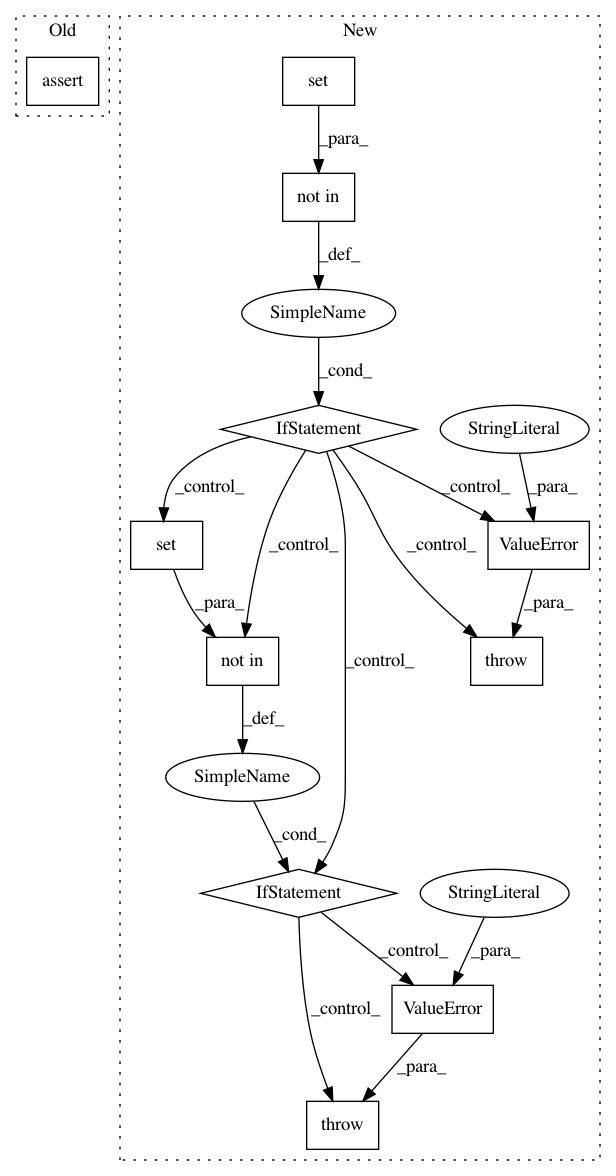 Old
New
assert
set
_para_
not in
_def_
SimpleName
_cond_
IfStatement
StringLiteral
_control_
_control_
_control_
_control_
_para_
set
ValueError
_para_
_control_
_para_
not in
throw
_def_
SimpleName
_cond_
IfStatement
StringLiteral
_control_
_para_
_control_
ValueError
_para_
throw